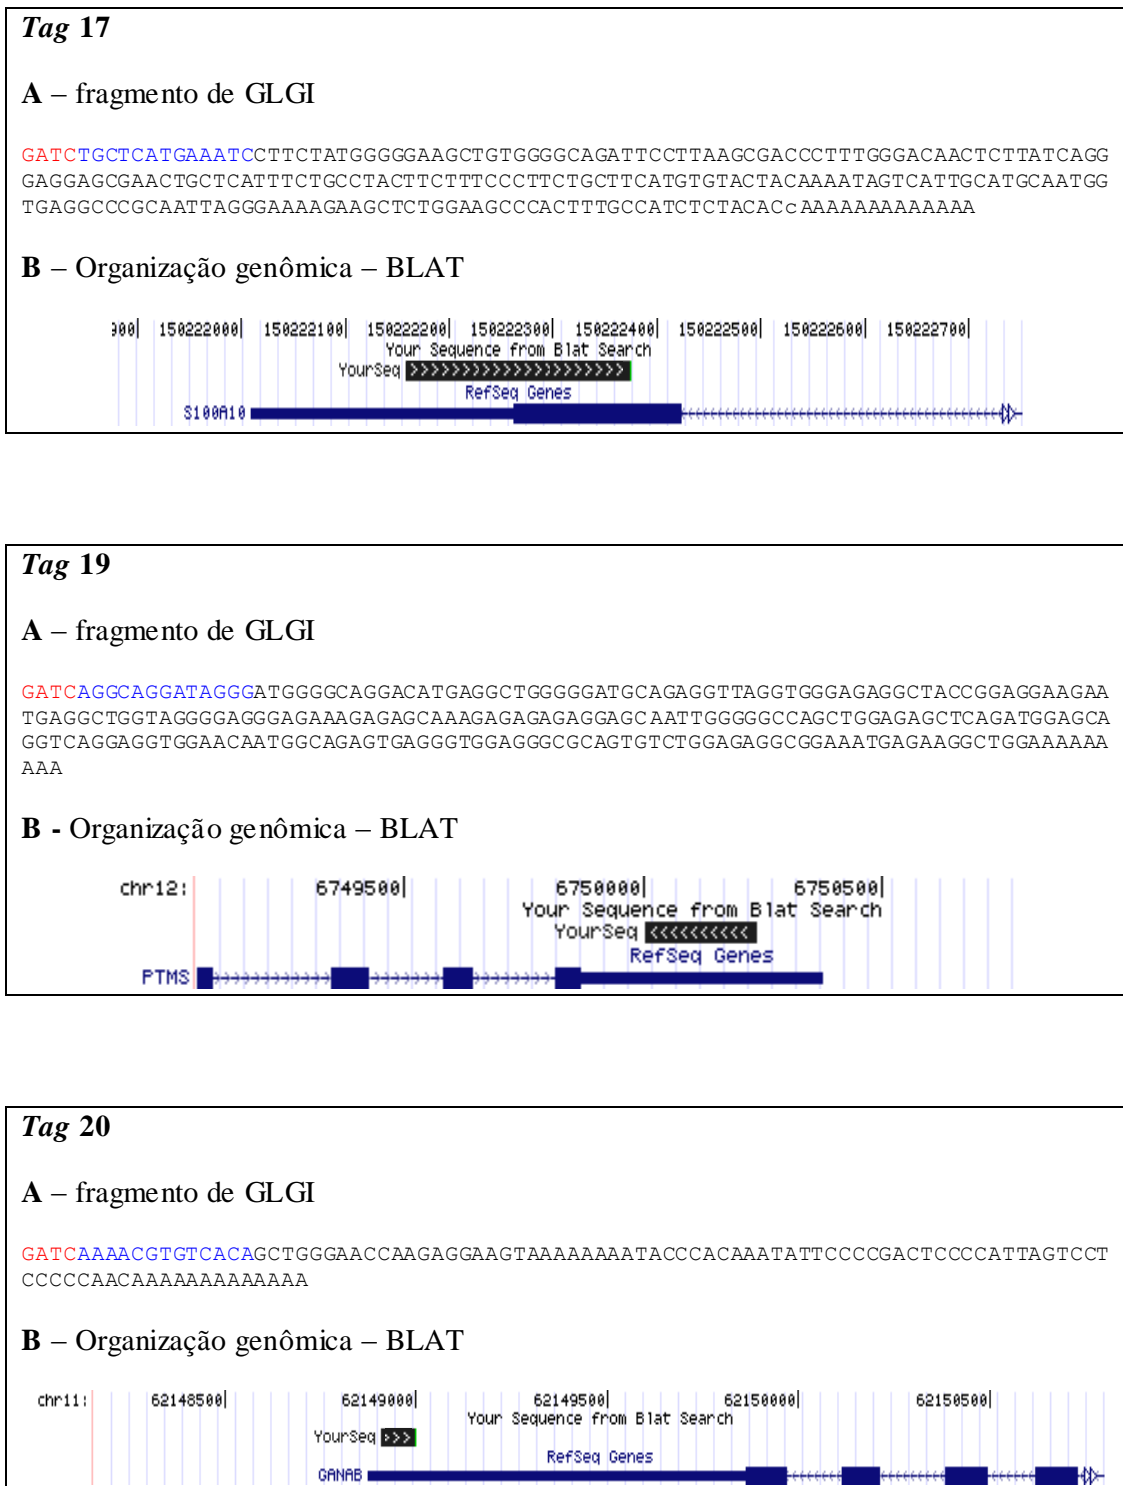 Tag 17
A – fragmento de GLGI
GATCTGCTCATGAAATCCTTCTATGGGGGAAGCTGTGGGGCAGATTCCTTAAGCGACCCTTTGGGACAACTCTTATCAGG
GAGGAGCGAACTGCTCATTTCTGCCTACTTCTTTCCCTTCTGCTTCATGTGTACTACAAAATAGTCATTGCATGCAATGG
TGAGGCCCGCAATTAGGGAAAAGAAGCTCTGGAAGCCCACTTTGCCATCTCTACACcAAAAAAAAAAAAAA
B – Organização genômica – BLAT
900| 150222000| 150222100| 150222200| 150222300| 150222400| 150222500| 150222600| 150222700|
Your Sequence from Blat Search
YourSeq
RefSeq Genes
S100A10
Tag 19
A – fragmento de GLGI
GATCAGGCAGGATAGGGATGGGGCAGGACATGAGGCTGGGGGATGCAGAGGTTAGGTGGGAGAGGCTACCGGAGGAAGAA
TGAGGCTGGTAGGGGAGGGAGAAAGAGAGCAAAGAGAGAGAGGAGCAATTGGGGGCCAGCTGGAGAGCTCAGATGGAGCA
GGTCAGGAGGTGGAACAATGGCAGAGTGAGGGTGGAGGGCGCAGTGTCTGGAGAGGCGGAAATGAGAAGGCTGGAAAAAA
AAA
B - Organização genômica – BLAT
chr12: 6749500| 6750000| 6750500|
Your Sequence from Blat Search
YourSeq
RefSeq Genes
PTMS
Tag 20
A – fragmento de GLGI
GATCAAAACGTGTCACAGCTGGGAACCAAGAGGAAGTAAAAAAAATACCCACAAATATTCCCCGACTCCCCATTAGTCCT
CCCCCAACAAAAAAAAAAAAAA
B – Organização genômica – BLAT
chr11: 62148500| 62149000| 62149500| 62150000| 62150500|
Your Sequence from Blat Search
YourSeq
RefSeq Genes
GANAB